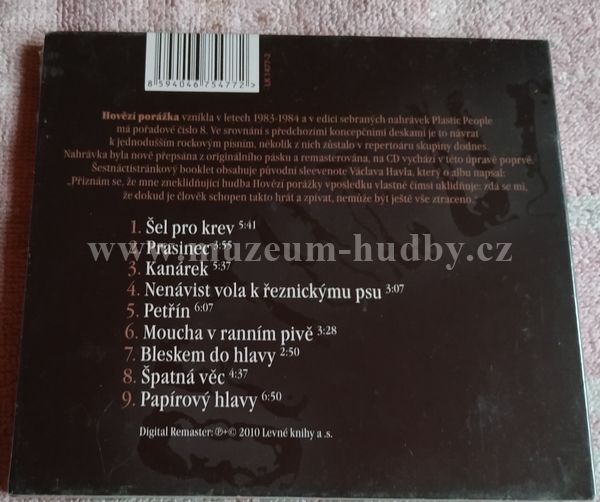 8 594046 754772 >
LK 1477-2
Hovězí porážka vznikla v letech 1983-1984 a v edici sebraných nahrávek Plastic People
má pořadové číslo 8. Ve srovnání s předchozími koncepčními deskami je to návrat
k jednodušším rockovým písním, několik z nich zůstalo v repertoáru skupiny dodnes.
Nahrávka byla nově přepsána z originálního pásku a remasterována, na CD vychází v této úpravě poprvé.
Šestnáctistránkový booklet obsahuje původní sleevenote Václava Havla, který o albu napsal:
„Přiznám se, že mne zneklidňující hudba Hovězí porážky vposledku vlastně čímsi uklidňuje: zdá se mi,
že dokud je člověk schopen takto hrát a zpívat, nemůže být ještě vše ztraceno.“
1. Šel pro krev 5:41
2. Prasinec 3:55
www.muzeum-hudby.cz
3. Kanárek 5:37
4. Nenávist vola k řeznickýmu psu 3:07
5. Petřín 6:07
6. Moucha v ranním pivě 3:28
7. Bleskem do hlavy 2:50
8. Špatná věc 4:37
9. Papírový hlavy 6:50
Digital Remaster: ℗+© 2010 Levné knihy a .s.